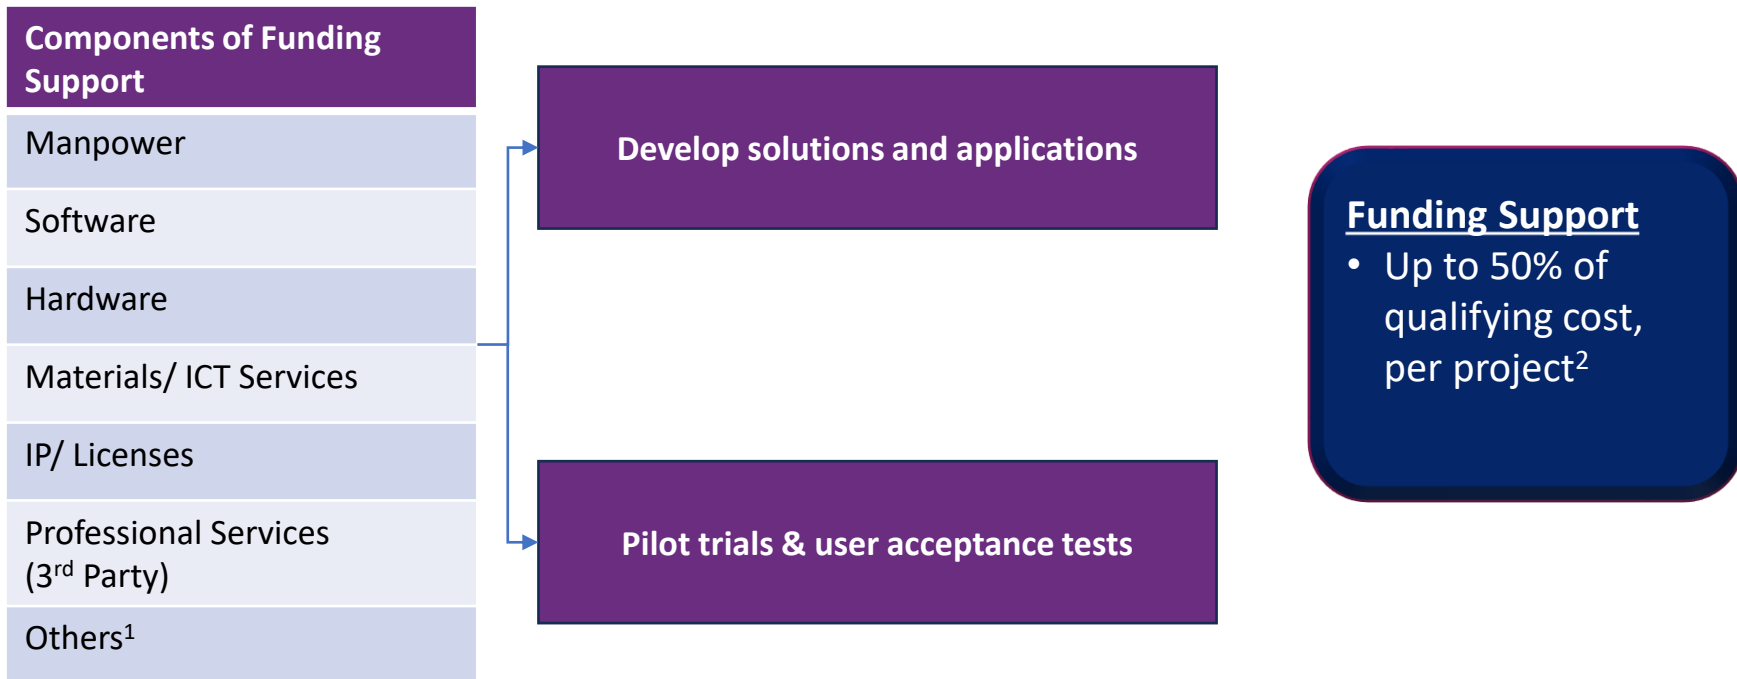 Components of Funding
Support
Manpower
Software
Hardware
Materials/ ICT Services
IP/ Licenses
Professional Services
(3rd Party)
Others1
Develop solutions and applications
Pilot trials & user acceptance tests
Funding Support
• Up to 50% of
qualifying cost,
per project2